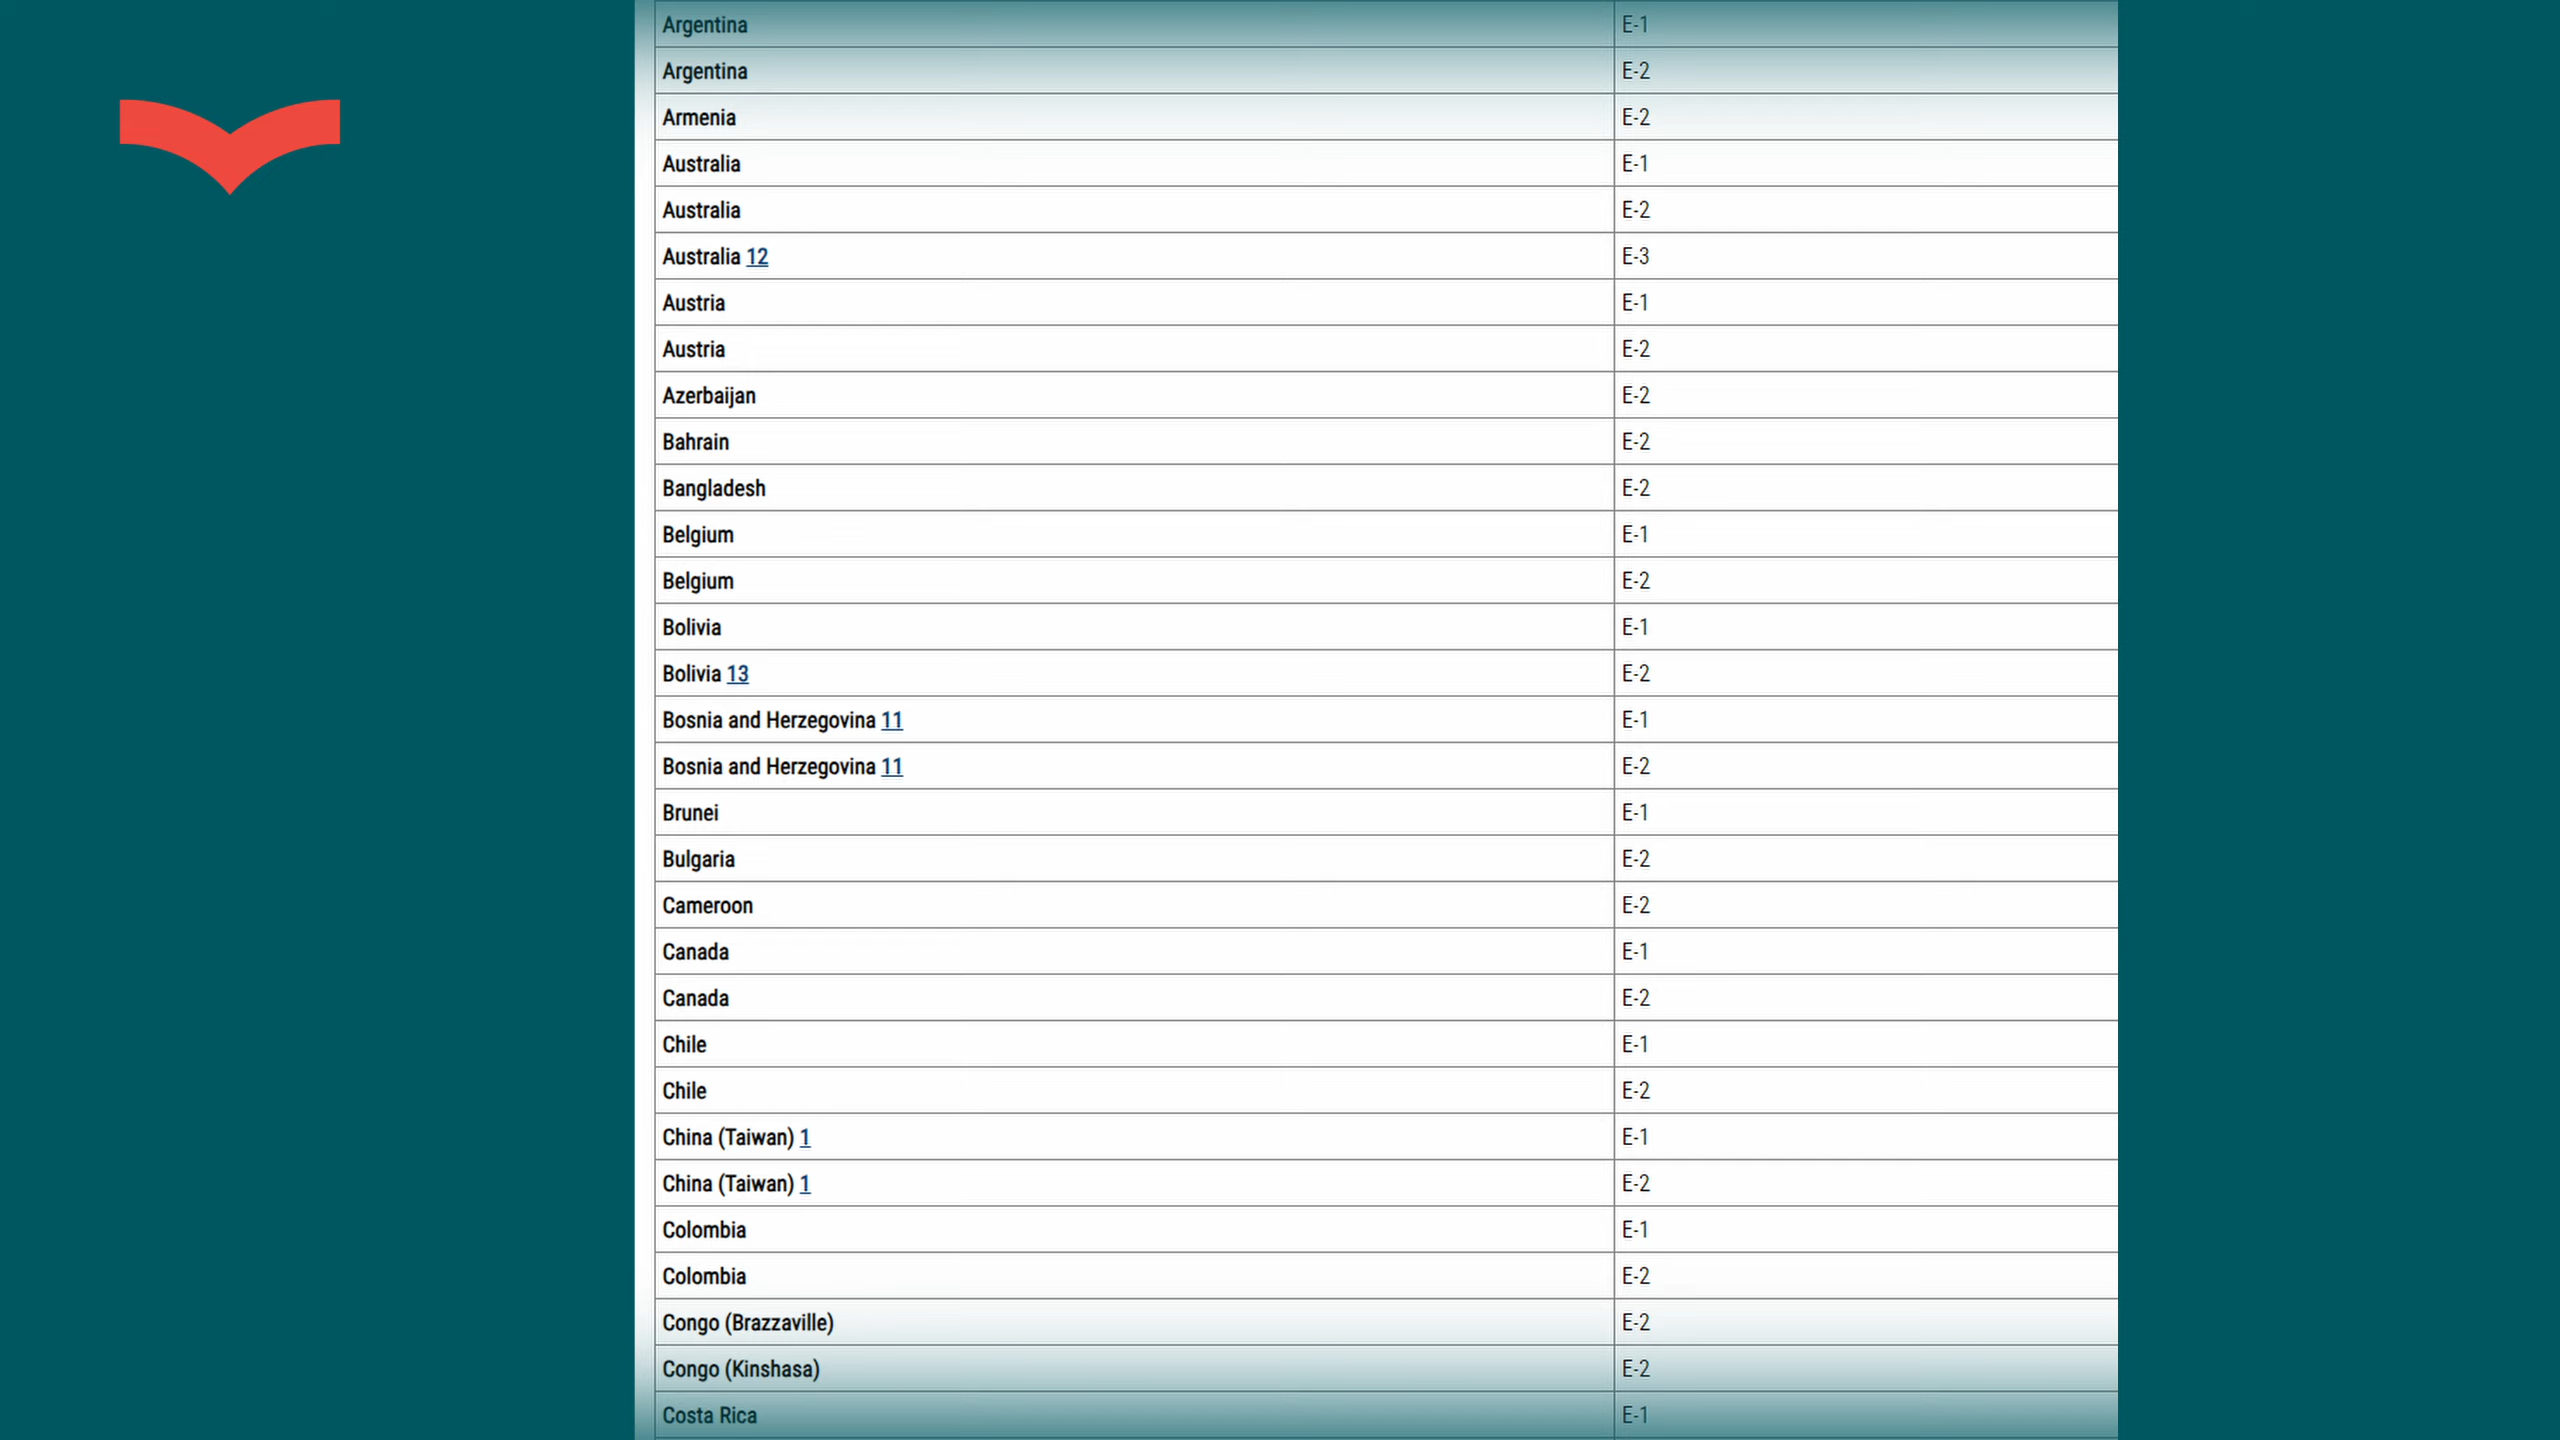 Argentina E-1
Argentina E-2
Armenia E-2
Australia E-1
Australia E-2
Australia 12 E-3
Austria E-1
Austria E-2
Azerbaijan E-2
Bahrain E-2
Bangladesh E-2
Belgium E-1
Belgium E-2
Bolivia E-1
Bolivia 13 E-2
Bosnia and Herzegovina 11 E-1
Bosnia and Herzegovina 11 E-2
Brunei E-1
Bulgaria E-2
Cameroon E-2
Canada E-1
Canada E-2
Chile E-1
Chile E-2
China (Taiwan) 1 E-1
China (Taiwan) 1 E-2
Colombia E-1
Colombia E-2
Congo (Brazzaville) E-2
Congo (Kinshasa) E-2
Costa Rica E-1